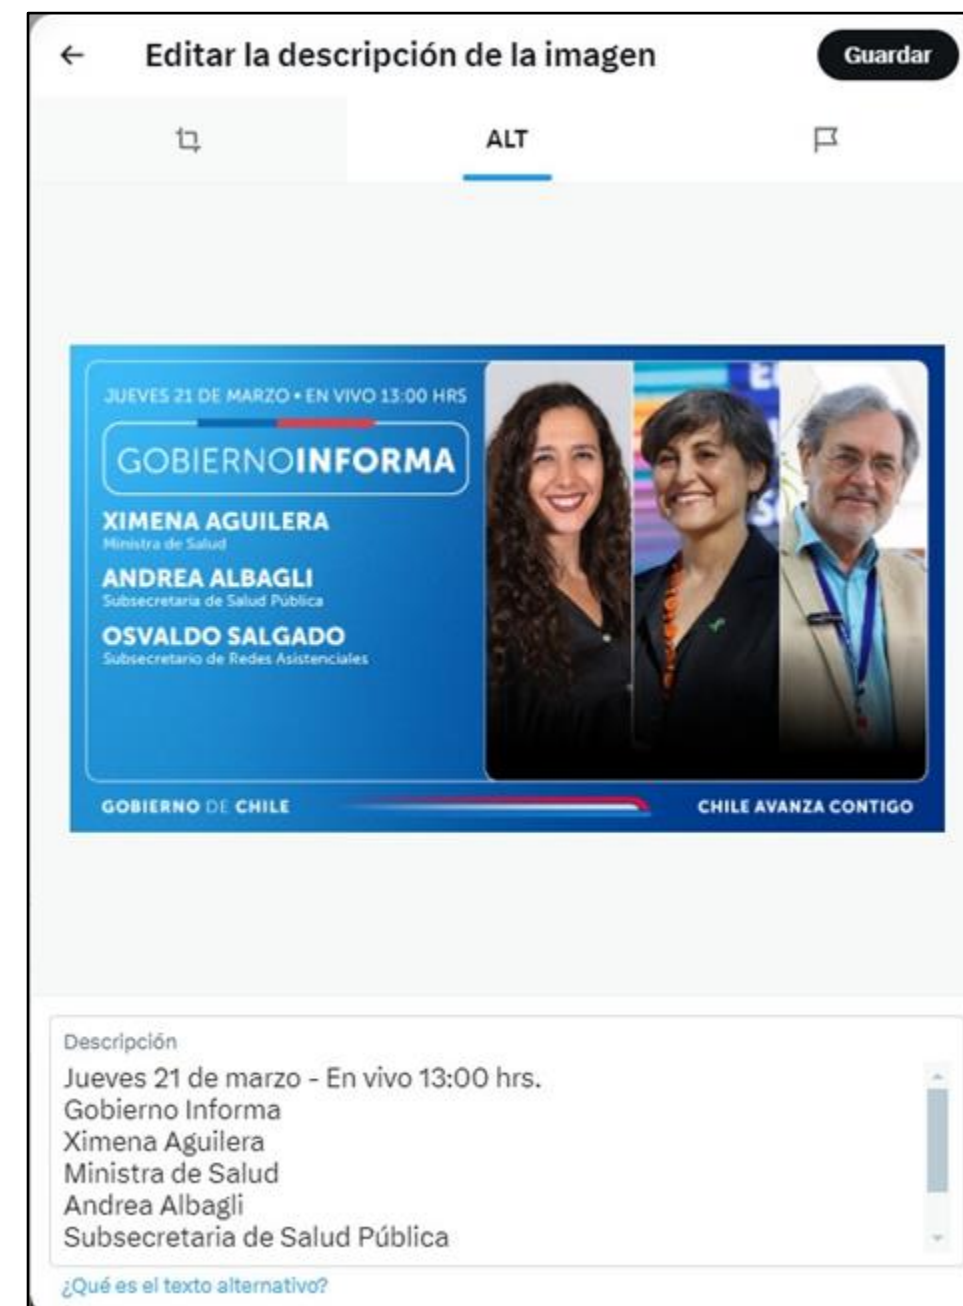 Editar la descripción de la imagen
Guardar
ALT
JUEVES 21 DE MARZO • EN VIVO 13:00 HRS
GOBIERNOINFORMA
XIMENA AGUILERA
Ministra de Salud
ANDREA ALBAGLI
Subsecretaria de Salud Pública
OSVALDO SALGADO
Subsecretario de Redes Asistenciales
GOBIERNO DE CHILE
CHILE AVANZA CONTIGO
Descripción
Jueves 21 de marzo - En vivo 13:00 hrs.
Gobierno Informa
Ximena Aguilera
Ministra de Salud
Andrea Albagli
Subsecretaria de Salud Pública
¿Qué es el texto alternativo?